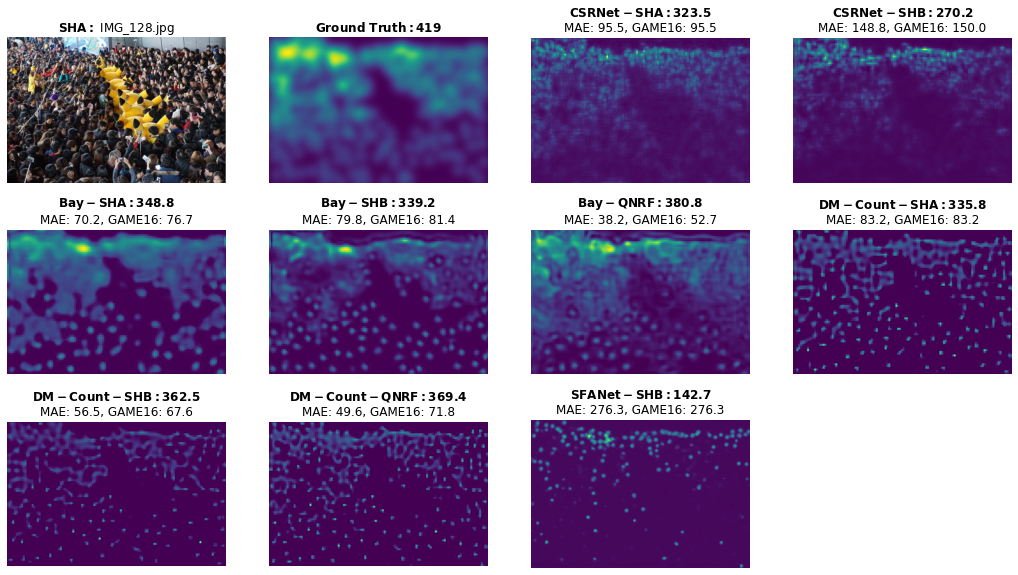 SHA: IMG_128.jpg
Ground Truth: 419
CSRNet − SHA: 323.5
MAE: 95.5, GAME16: 95.5
CSRNet − SHB: 270.2
MAE: 148.8, GAME16: 150.0
Bay − SHA: 348.8
MAE: 70.2, GAME16: 76.7
Bay − SHB: 339.2
MAE: 79.8, GAME16: 81.4
Bay − QNRF: 380.8
MAE: 38.2, GAME16: 52.7
DM − Count − SHA: 335.8
MAE: 83.2, GAME16: 83.2
DM − Count − SHB: 362.5
MAE: 56.5, GAME16: 67.6
DM − Count − QNRF: 369.4
MAE: 49.6, GAME16: 71.8
SFANet − SHB: 142.7
MAE: 276.3, GAME16: 276.3